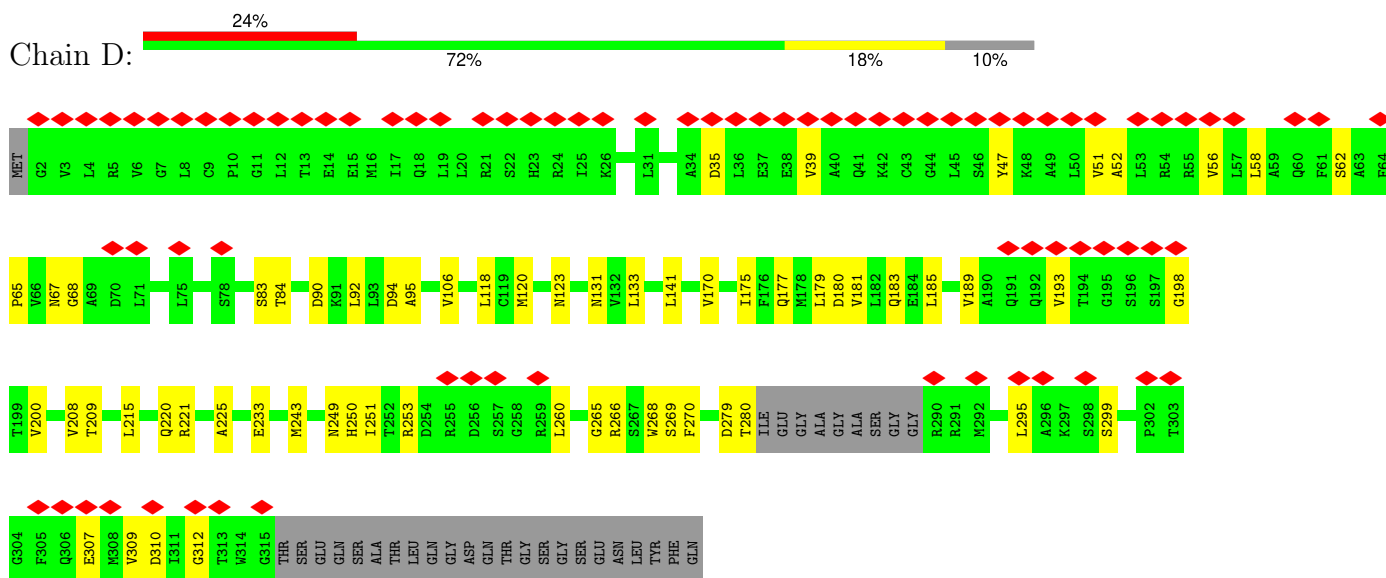 24%
Chain D:
72% 18% 10%
MET G2 V3 L4 R5 V6 G7 L8 C9 P10 G11 L12 T13 E14 E15 M16 I17 Q18 L19 L20 R21 S22 H23 R24 I25 K26 L31 A34 D35 L36 E37 E38 V39 A40 Q41 K42 C43 G44 L45 S46 Y47 K48 A49 L50 V51 A52 L53 R54 R55 V56 L57 L58 A59 Q60 F61 S62 A63 E64
P65 V66 N67 G68 A69 D70 L71 L75 S78 S83 T84 D90 K91 L92 L93 D94 A95 V106 L118 C119 M120 N123 N131 V132 L133 L141 V170 I175 F176 Q177 M178 L179 D180 V181 L182 Q183 E184 L185 V189 A190 Q191 Q192 V193 T194 G195 S196 S197 G198
T199 V200 V208 T209 L215 Q220 R221 A225 E233 M243 N249 H250 I251 T252 R253 D254 R255 D256 S257 G258 R259 L260 G265 R266 S267 W268 S269 F270 D279 T280 ILE GLU GLY ALA GLY ALA SER GLY GLY R290 R291 M292 L295 A296 K297 S298 S299 P302 T303
G304 F305 Q306 E307 M308 V309 D310 I311 G312 T313 W314 G315 THR SER GLU GLN SER ALA THR LEU GLN GLY ASP GLN THR GLY SER GLY SER GLU ASN LEU TYR PHE GLN